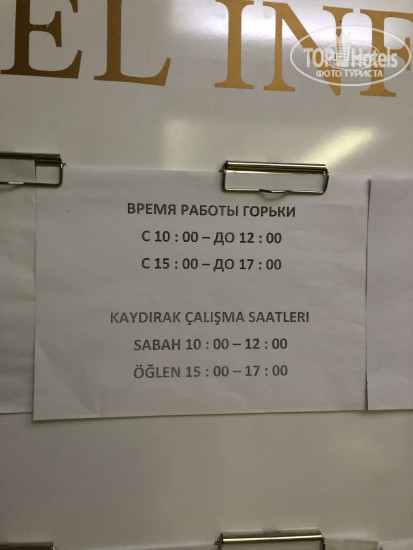 TOP Hotels
ФОТО ТУРИСТА
EL INF
ВРЕМЯ РАБОТЫ ГОРЬКИ
С 10 : 00 – ДО 12 : 00
С 15 : 00 – ДО 17 : 00
KAYDIRAK ÇALIŞMA SAATLERI
SABAH 10 : 00 – 12 : 00
ÖĞLEN 15 : 00 – 17 : 00